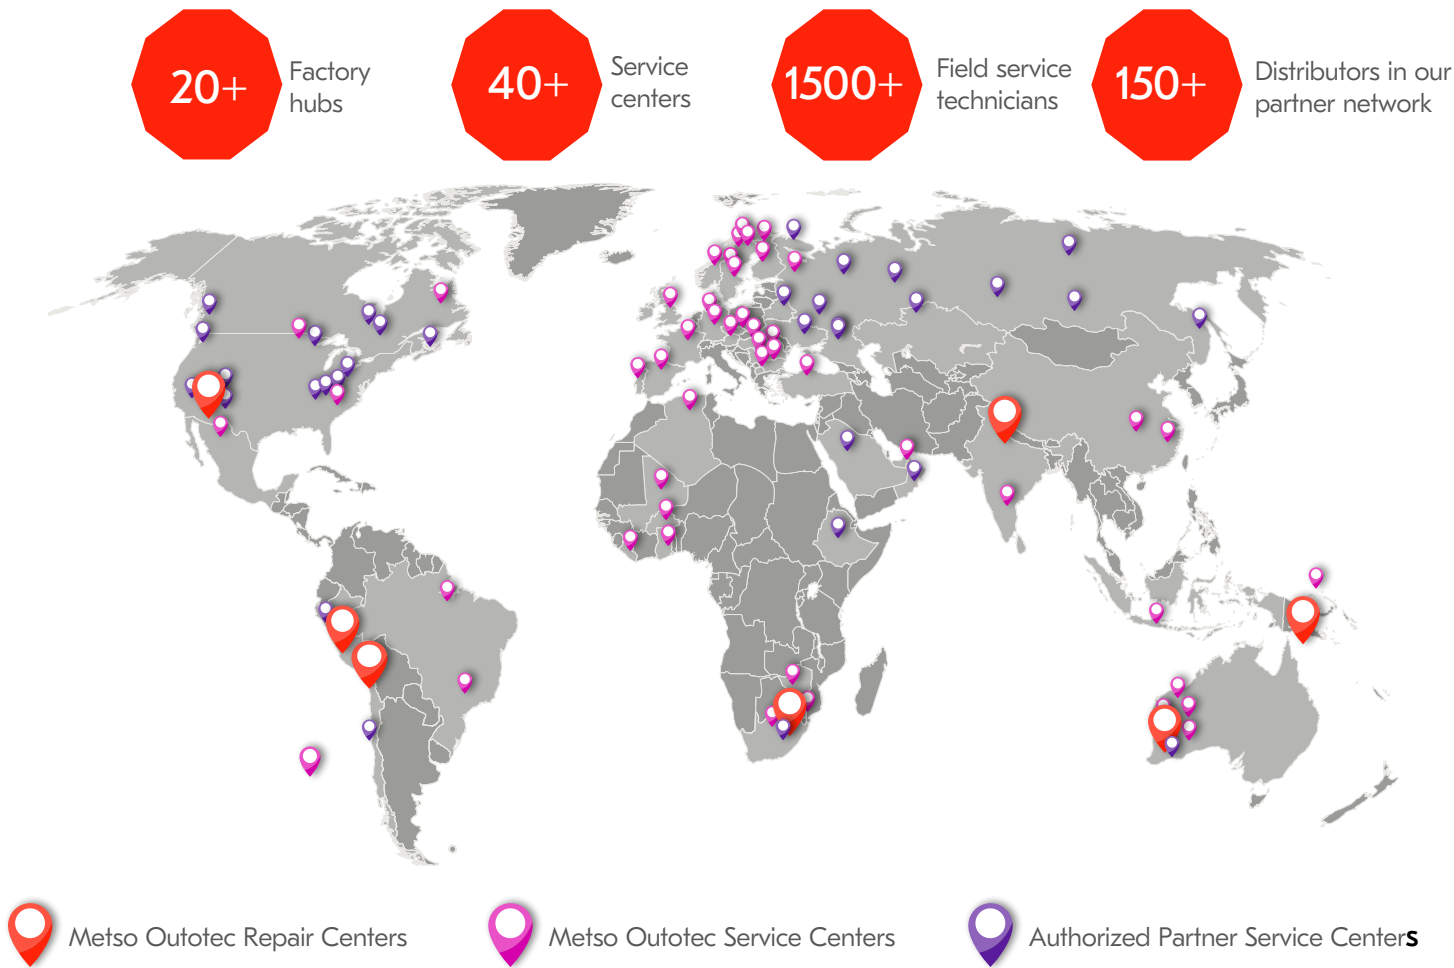 20+
Factory
hubs
40+
Service
centers
1500+
Field service
technicians
150+
Distributors in our
partner network
Metso Outotec Repair Centers
Metso Outotec Service Centers
Authorized Partner Service Centers